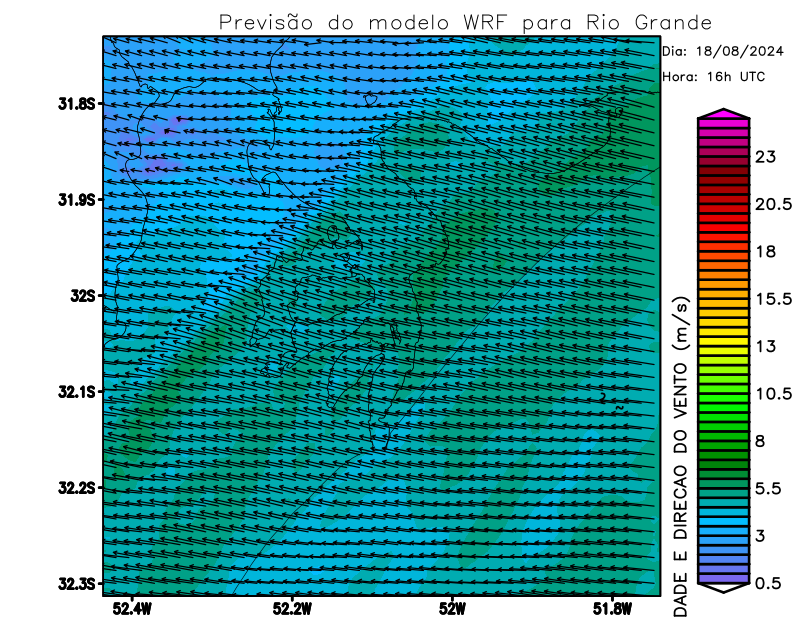 Previsão do modelo WRF para Rio Grande
Dia: 18/08/2024
Hora: 16h UTC
31.8S
31.9S
32S
32.1S
32.2S
32.3S
52.4W
52.2W
52W
51.8W
23
20.5
18
15.5
13
10.5
8
5.5
3
0.5
DADE E DIRECAO DO VENTO (m/s)